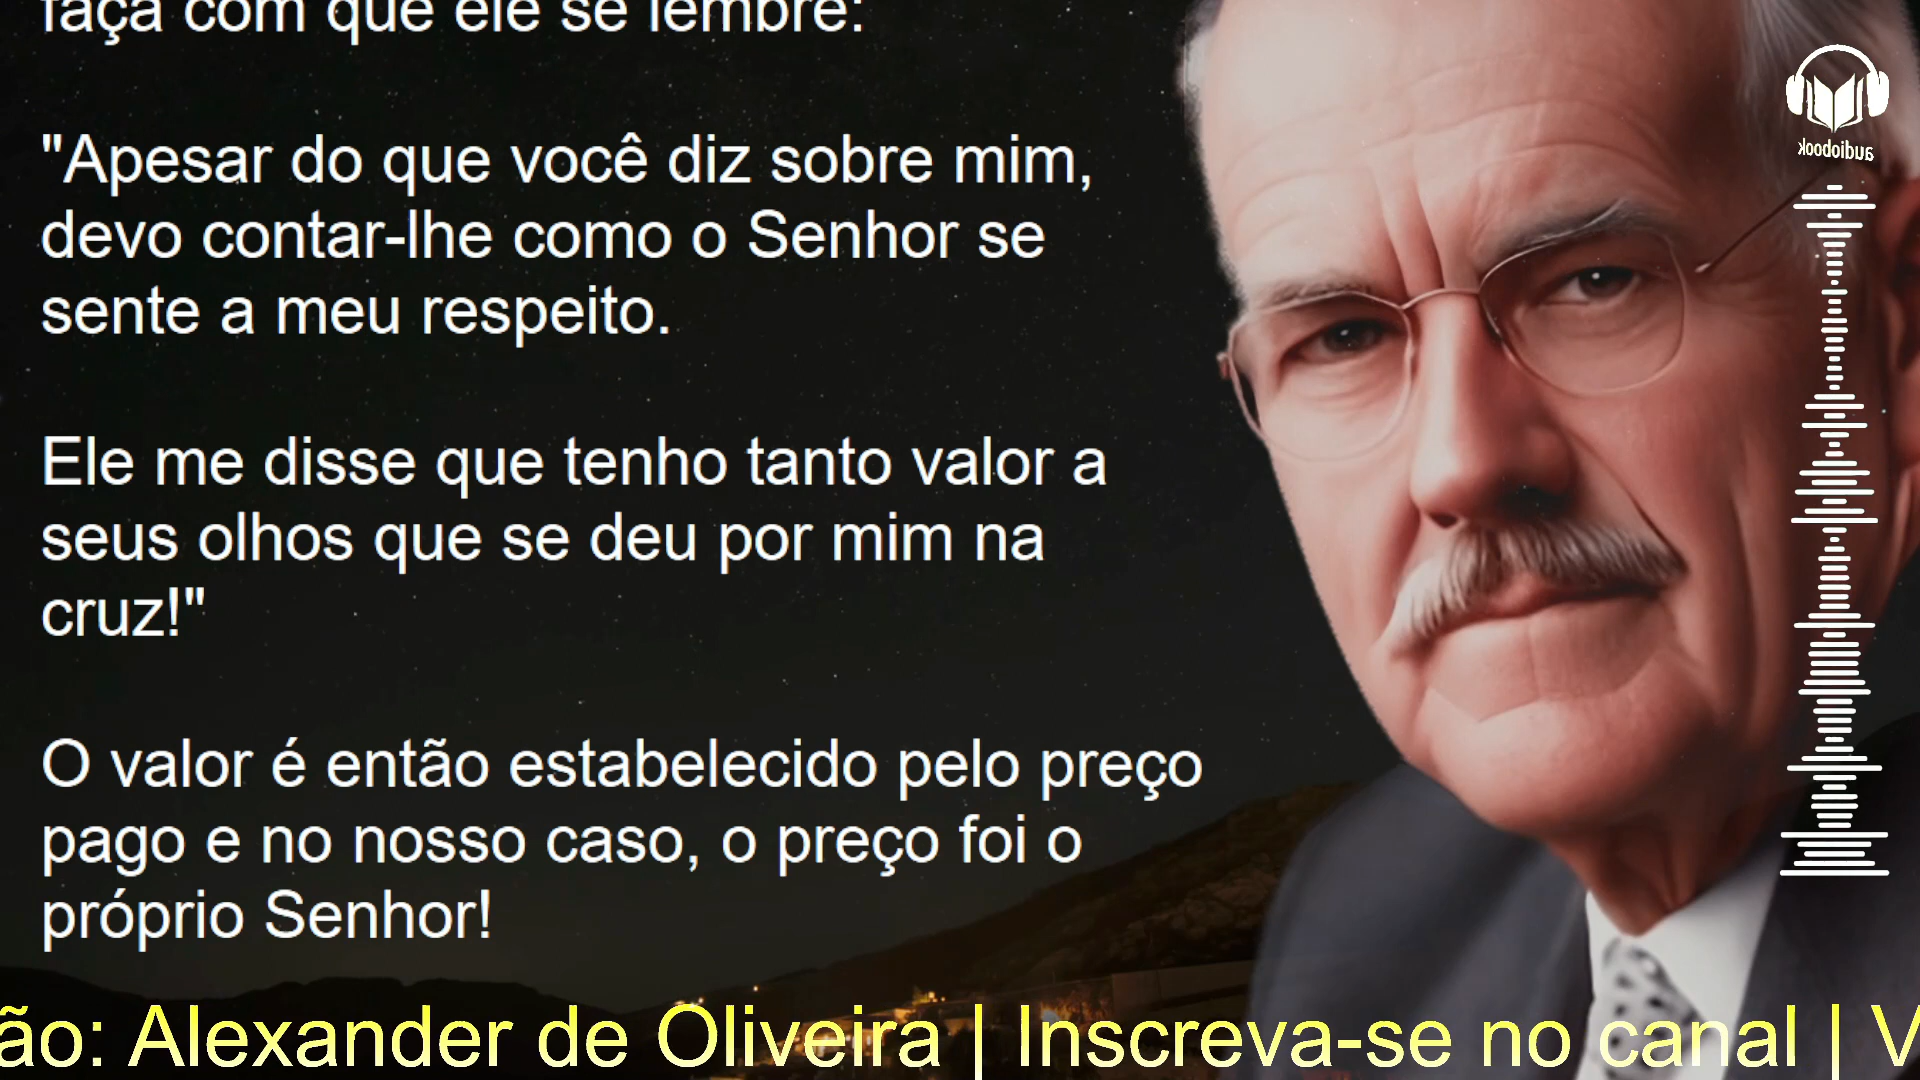 faça com que ele se lembre:
"Apesar do que você diz sobre mim,
devo contar-lhe como o Senhor se
sente a meu respeito.
Ele me disse que tenho tanto valor a
seus olhos que se deu por mim na
cruz!"
O valor é então estabelecido pelo preço
pago e no nosso caso, o preço foi o
próprio Senhor!
audiobook
ão: Alexander de Oliveira | Inscreva-se no canal | V